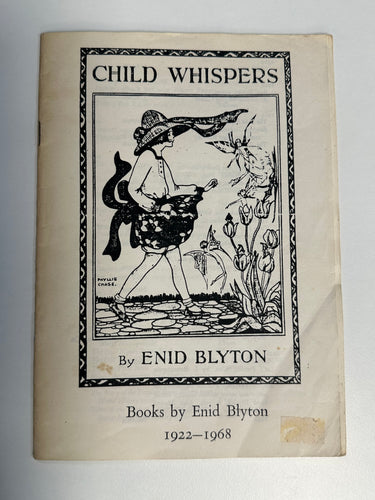 CHILD WHISPERS
PHYLLIS
CHASE.
By ENID BLYTON
Books by Enid Blyton
1922–1968